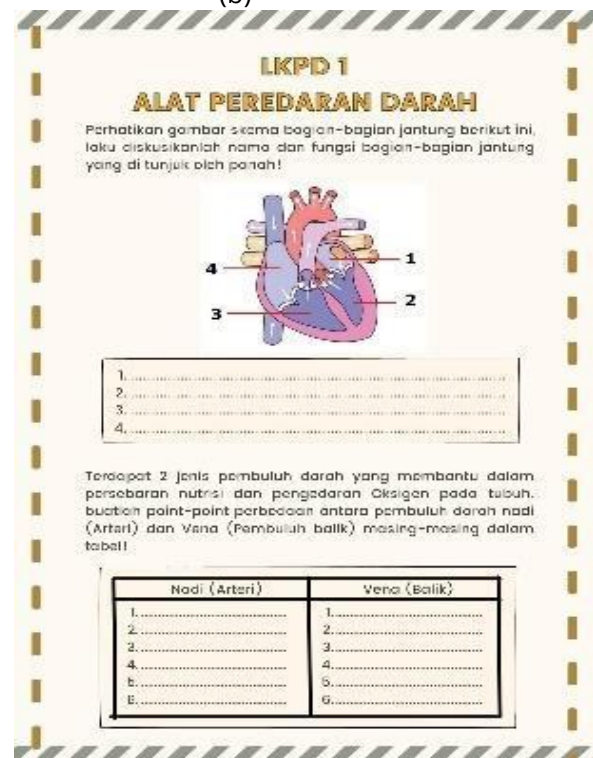 (b)
LKPD 1
ALAT PEREDARAN DARAH
Perhatikan gambar skema bagian-bagian jantung berikut ini,
lalu diskusikanlah nama dan fungsi bagian-bagian jantung
yang di tunjuk oleh panah!
1
4
2
3
1. ........................................
2. ........................................
3. ........................................
4. ........................................
Terdapat 2 jenis pembuluh darah yang membantu dalam
persebaran nutrisi dan pengedaran Oksigen pada tubuh.
buatlah point-point perbedaan antara pembuluh darah nadi
(Arteri) dan Vena (Pembuluh balik) masing-masing dalam
tabel!
Nadi (Arteri) Vena (Balik)
1. .................... 1. ....................
2. .................... 2. ....................
3. .................... 3. ....................
4. .................... 4. ....................
5. .................... 5. ....................
6. .................... 6. ....................